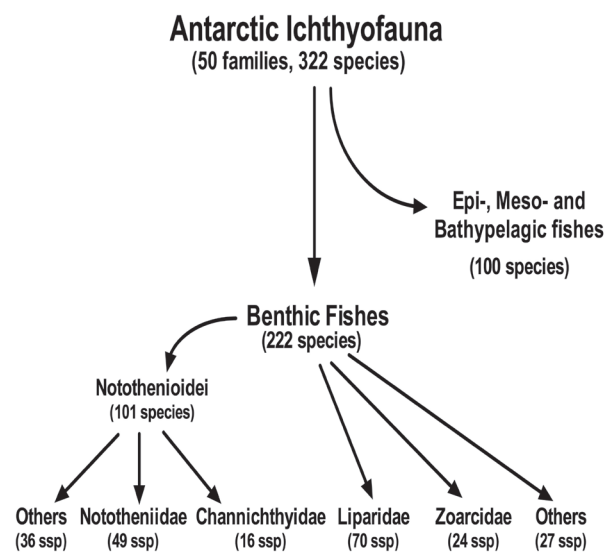 Antarctic Ichthyofauna
(50 families, 322 species)
Epi-, Meso- and
Bathypelagic fishes
(100 species)
Benthic Fishes
(222 species)
Notothenioidei
(101 species)
Others Nototheniidae Channichthyidae Liparidae Zoarcidae Others
(36 ssp) (49 ssp) (16 ssp) (70 ssp) (24 ssp) (27 ssp)